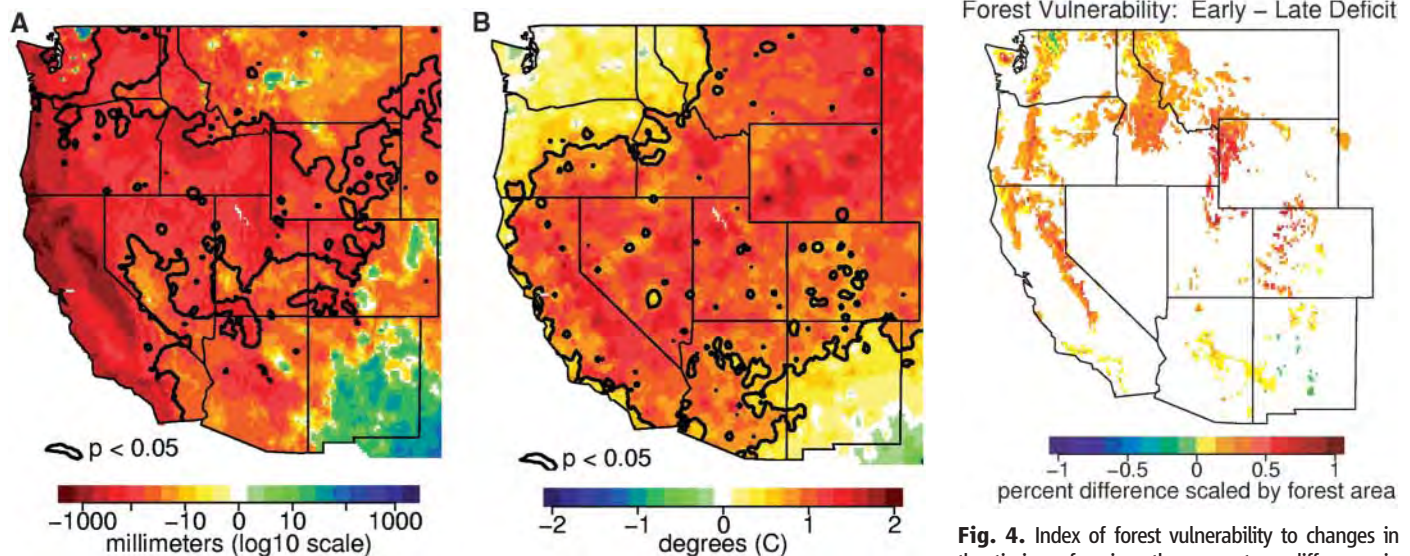 A
B
Forest Vulnerability: Early – Late Deficit
p < 0.05
p < 0.05
−1000 −10 0 10 1000
millimeters (log10 scale)
−2 −1 0 1 2
degrees (C)
−1 −0.5 0 0.5 1
percent difference scaled by forest area
Fig. 4. Index of forest vulnerability to changes in